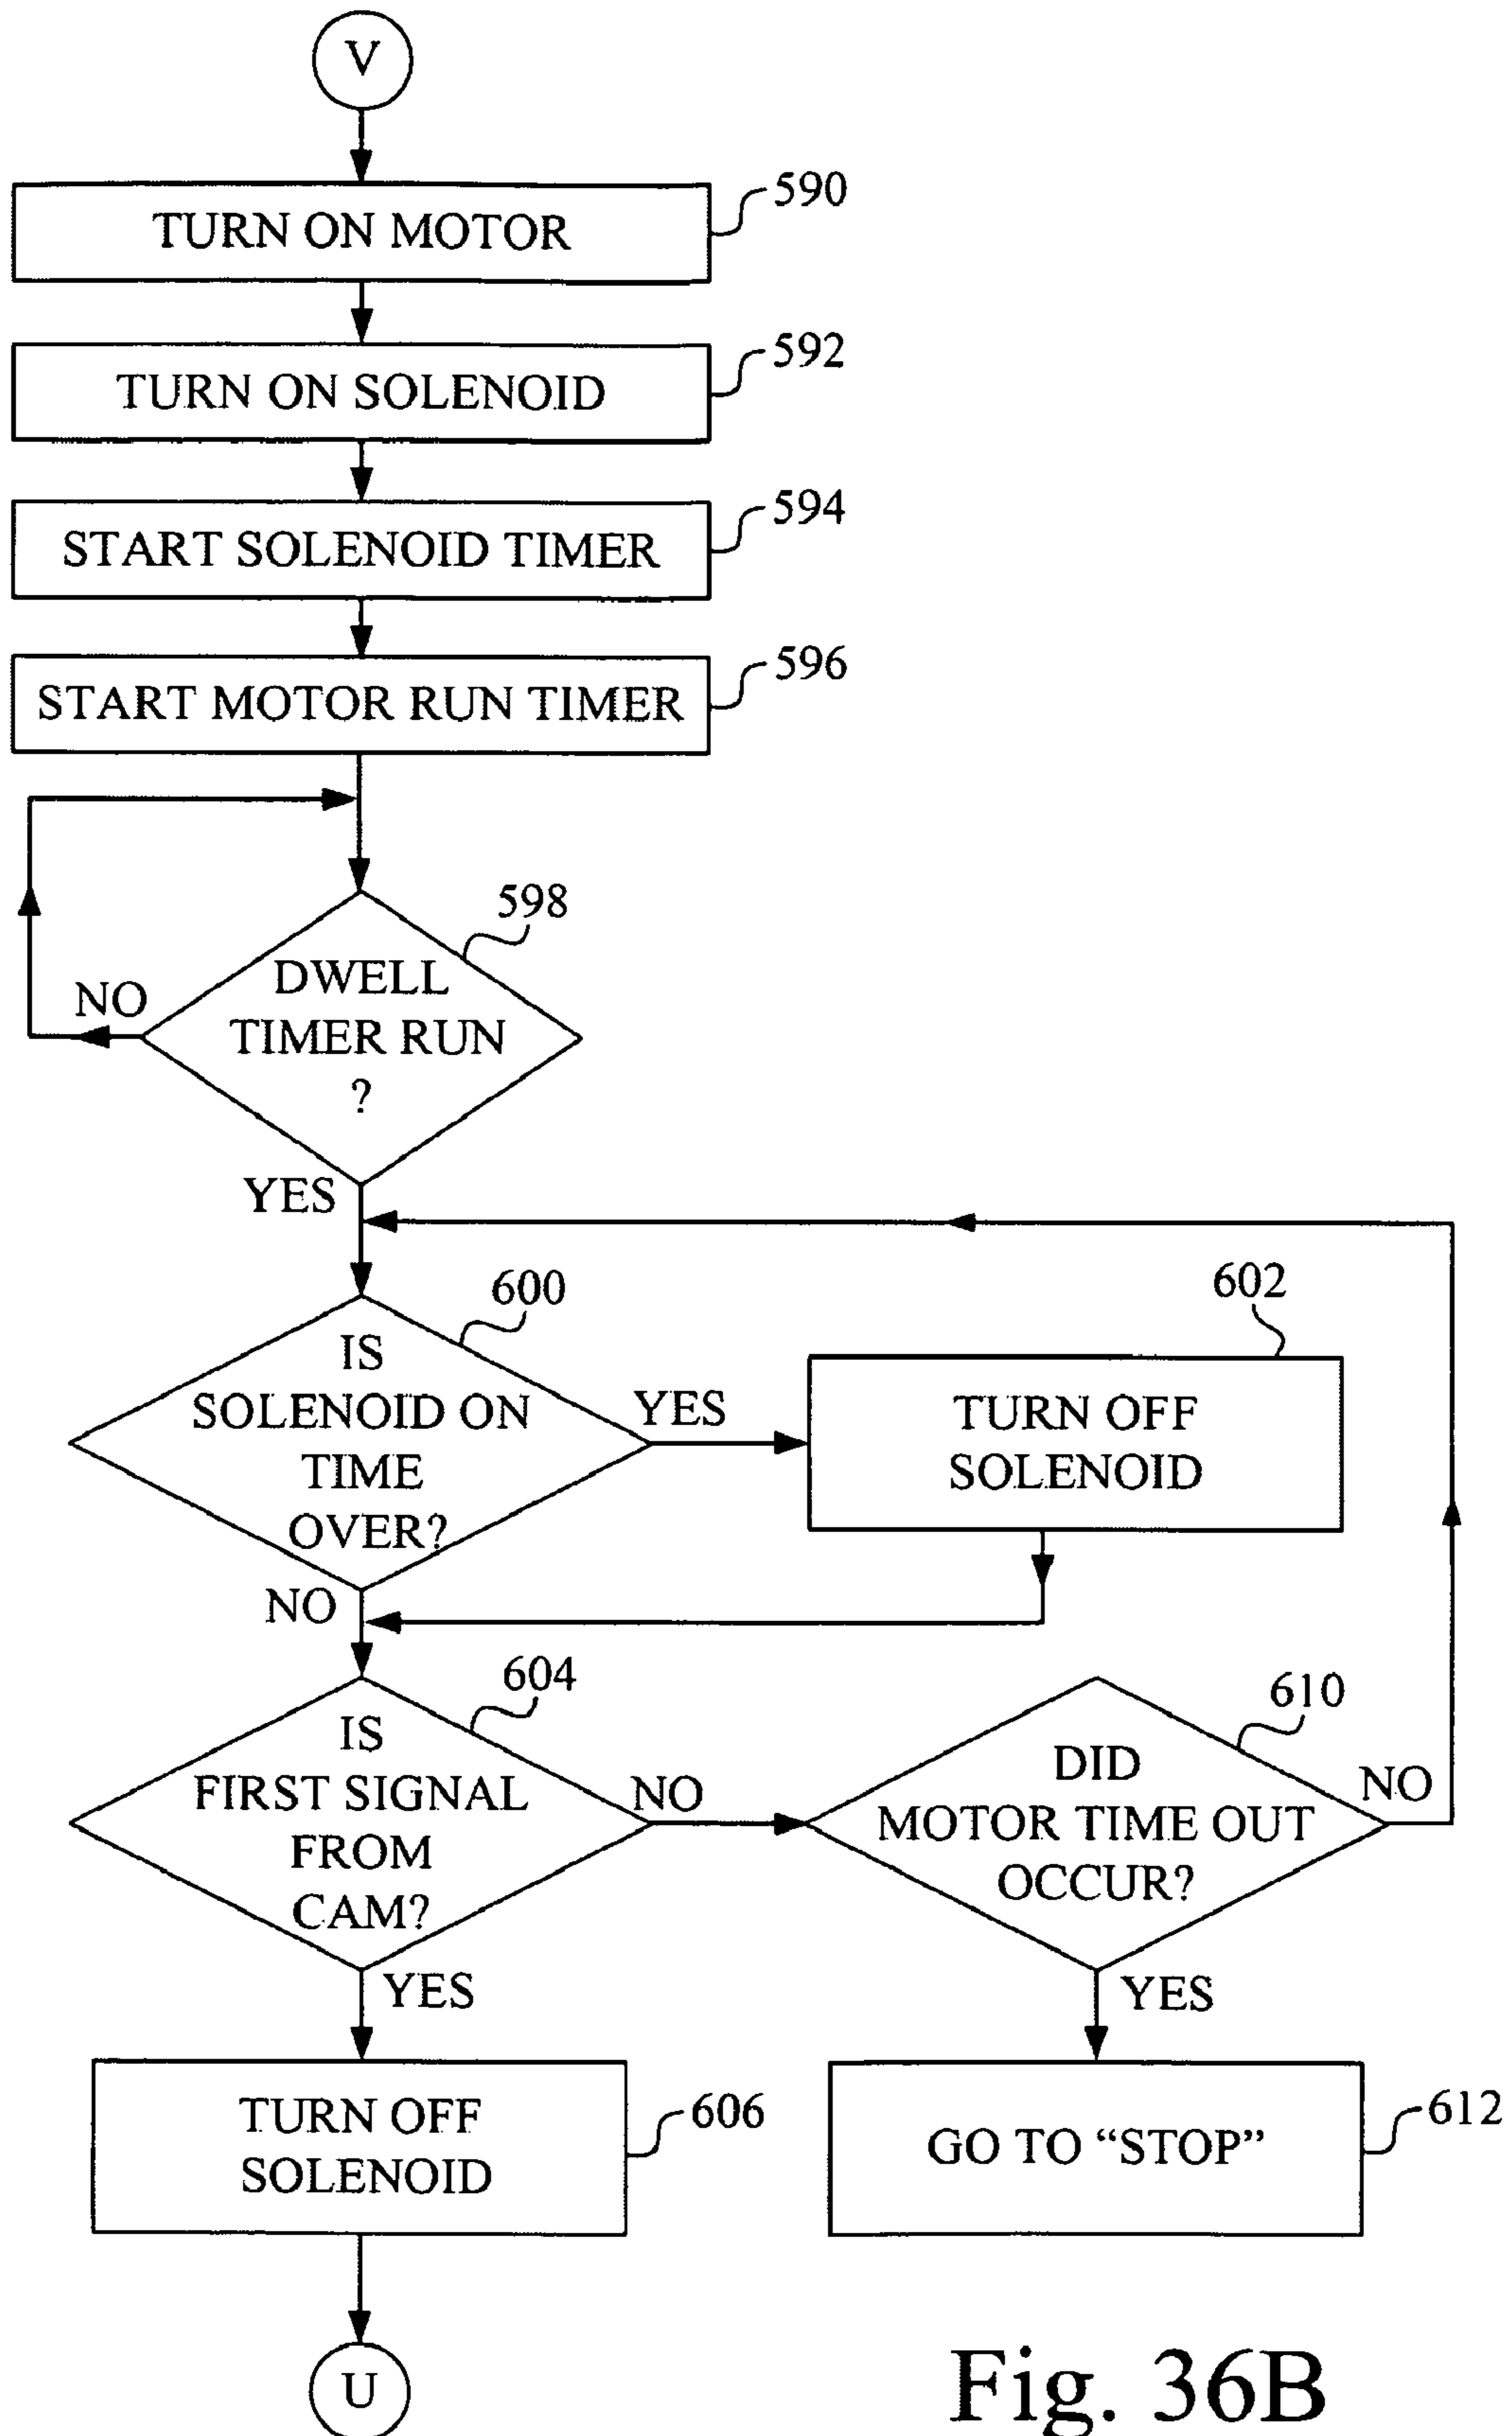 V
TURN ON MOTOR
590
TURN ON SOLENOID
592
START SOLENOID TIMER
594
START MOTOR RUN TIMER
596
598
DWELL
TIMER RUN
?
NO
YES
600
IS
SOLENOID ON
TIME
OVER?
YES
602
TURN OFF
SOLENOID
NO
604
IS
FIRST SIGNAL
FROM
CAM?
NO
610
DID
MOTOR TIME OUT
OCCUR?
NO
YES
YES
TURN OFF
SOLENOID
606
GO TO “STOP”
612
U
Fig. 36B